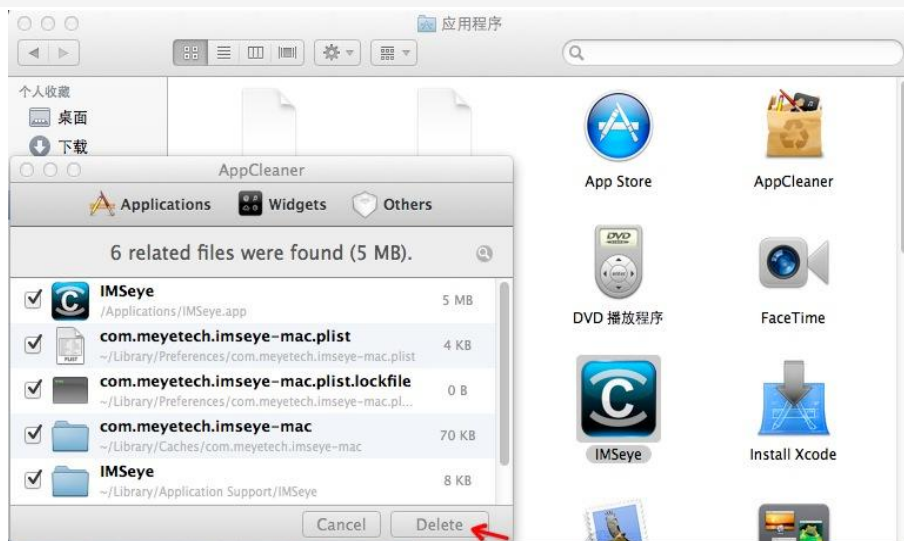 应用程序
个人收藏
桌面
下载
AppCleaner
Applications
Widgets
Others
6 related files were found (5 MB).
IMSeye
/Applications/IMSeye.app
5 MB
com.meyetech.imseye-mac.plist
~/Library/Preferences/com.meyetech.imseye-mac.plist
4 KB
PLIST
com.meyetech.imseye-mac.plist.lockfile
~/Library/Preferences/com.meyetech.imseye-mac.pl...
0 B
com.meyetech.imseye-mac
~/Library/Caches/com.meyetech.imseye-mac
70 KB
IMSeye
~/Library/Application Support/IMSeye
8 KB
Cancel
Delete
App Store
AppCleaner
DVD
DVD 播放程序
FaceTime
IMSeye
Install Xcode